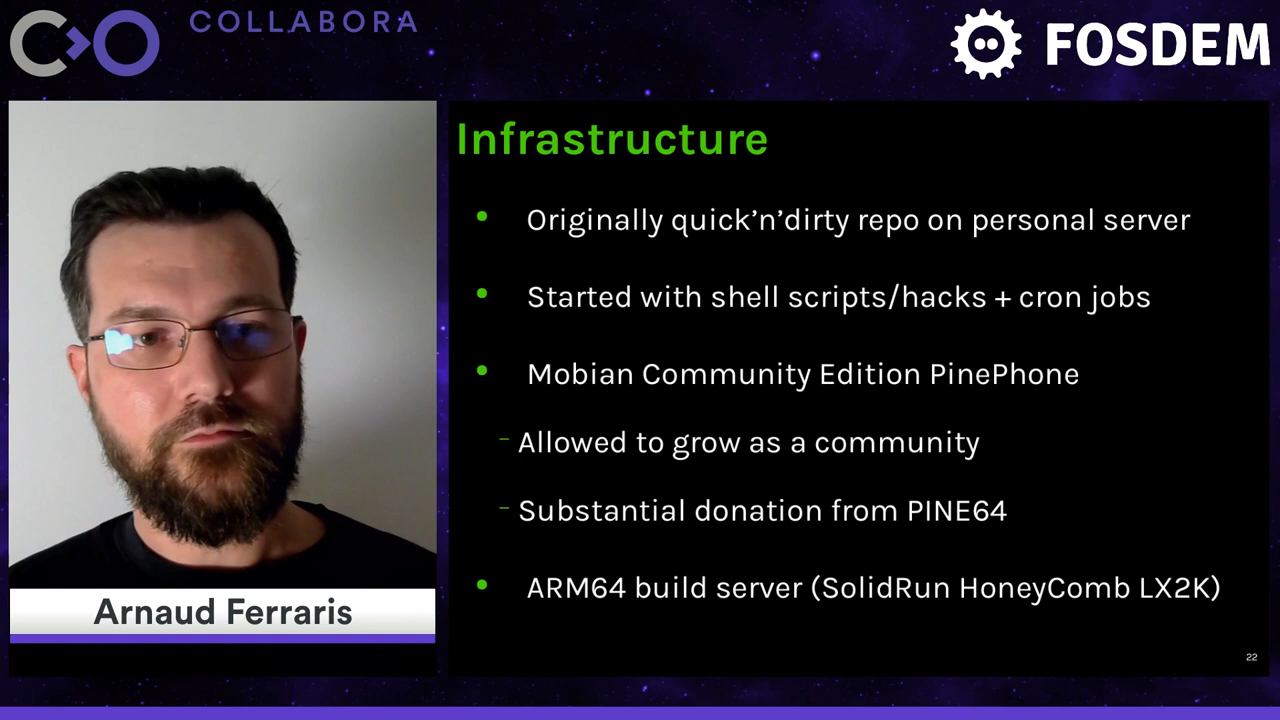 COLLABORA
FOSDEM
Infrastructure
• Originally quick’n’dirty repo on personal server
• Started with shell scripts/hacks + cron jobs
• Mobian Community Edition PinePhone
– Allowed to grow as a community
– Substantial donation from PINE64
• ARM64 build server (SolidRun HoneyComb LX2K)
Arnaud Ferraris
22